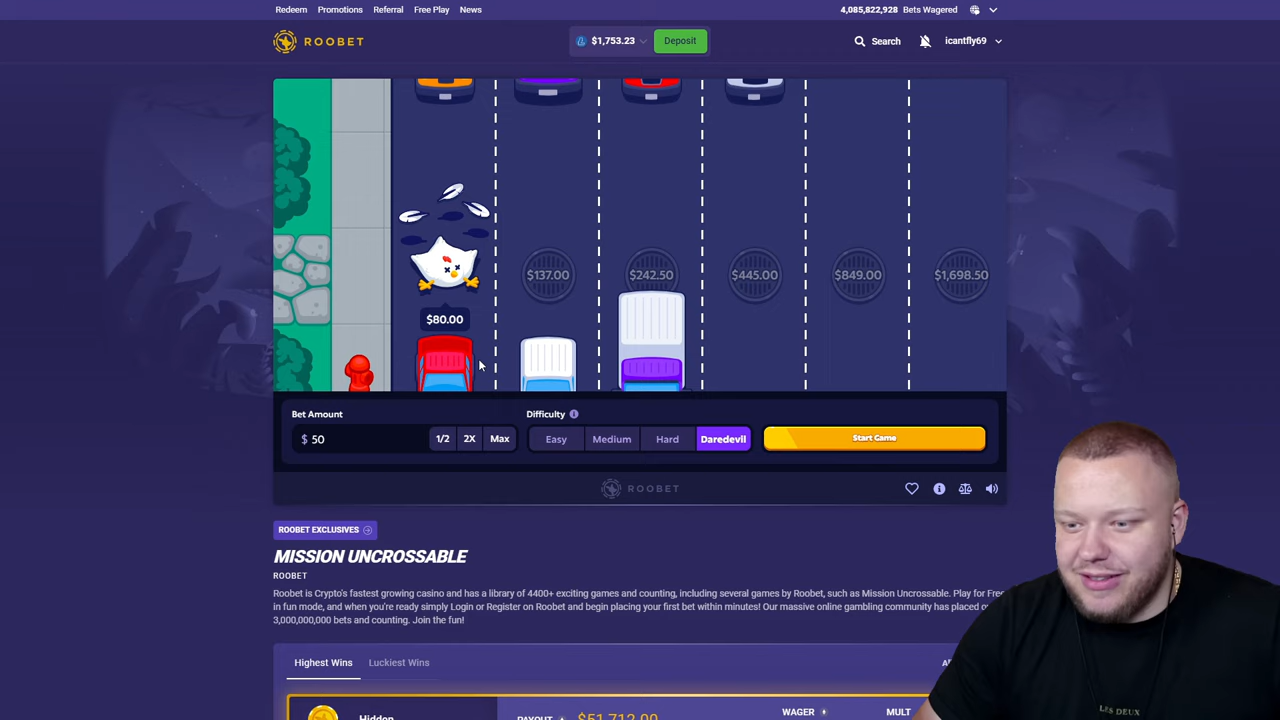 Redeem Promotions Referral Free Play News 4,085,822,928 Bets Wagered
ROOBET $1,753.23 Deposit Search icantfly69
$137.00 $242.50 $445.00 $849.00 $1,698.50
$80.00
Bet Amount Difficulty
$ 50 1/2 2X Max Easy Medium Hard Daredevil Start Game
ROOBET
ROOBET EXCLUSIVES
MISSION UNCROSSABLE
ROOBET
Roobet is Crypto's fastest growing casino and has a library of 4400+ exciting games and counting, including several games by Roobet, such as Mission Uncrossable. Play for Free
in fun mode, and when you're ready simply Login or Register on Roobet and begin placing your first bet within minutes! Our massive online gambling community has placed
3,000,000,000 bets and counting. Join the fun!
Highest Wins Luckiest Wins
Hidden PAYOUT $51,712.00 WAGER MULT
LES DEUX